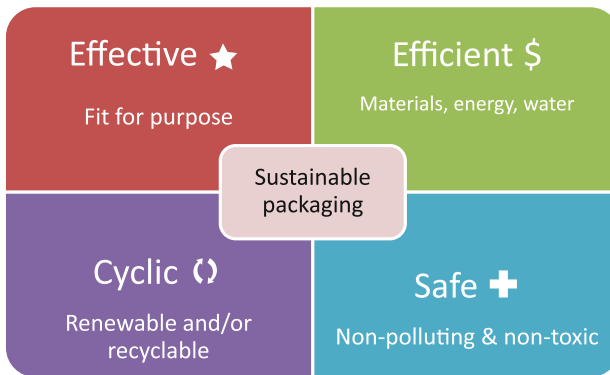 Effective
Fit for purpose
Efficient $
Materials, energy, water
Sustainable
packaging
Cyclic
Renewable and/or
recyclable
Safe
Non-polluting & non-toxic